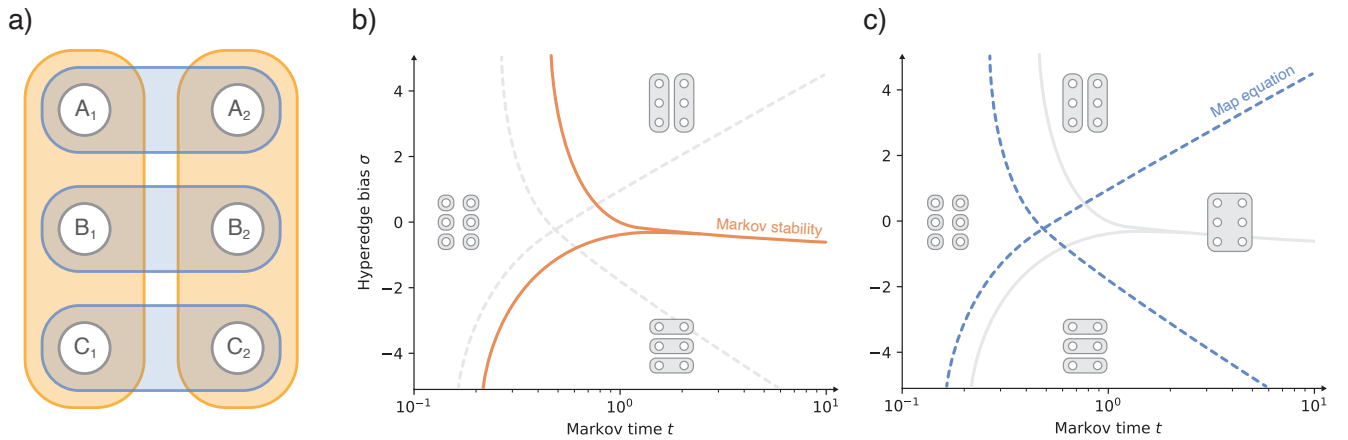 a)
A1
A2
B1
B2
C1
C2
b)
Hyperedge bias σ
4
2
0
−2
−4
Markov stability
10−1
100
101
Markov time t
c)
4
2
0
−2
−4
Map equation
10−1
100
101
Markov time t